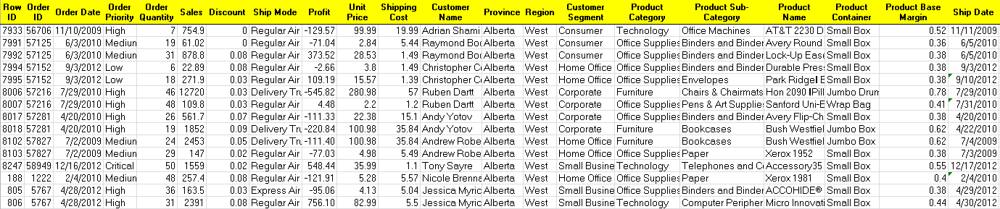 Row ID Order ID Order Date Order Priority Order Quantity Sales Discount Ship Mode Profit Unit Price Shipping Cost Customer Name Province Region Customer Segment Product Category Product Sub-Category Product Name Product Container Product Base Margin Ship Date
7933 56706 11/10/2009 High 7 754.9 0 Regular Air -129.57 99.99 19.99 Adrian Shami Alberta West Consumer Technology Office Machines AT&T 2230 D Small Box 0.52 11/11/2009
7991 57125 6/3/2010 Mediun 19 61.02 0 Regular Air -71.04 2.84 5.44 Raymond Boo Alberta West Consumer Office Supplies Binders and Binder Avery Round Small Box 0.36 6/5/2010
7992 57125 6/3/2010 Mediun 31 878.8 0.08 Regular Air 373.52 28.53 1.49 Raymond Boo Alberta West Consumer Office Supplies Binders and Binder Lock-Up Ease Small Box 0.38 6/5/2010
7994 57152 9/3/2012 Low 6 22.89 0.08 Regular Air -2.66 3.8 1.49 Christopher Co Alberta West Home Office Office Supplies Binders and Binder Durable Press Small Box 0.38 9/3/2012
7995 57152 9/3/2012 Low 18 271.9 0.03 Regular Air 109.19 15.57 1.39 Christopher Co Alberta West Home Office Office Supplies Envelopes Park Ridge! E Small Box 0.38 9/10/2012
8006 57216 7/29/2010 High 46 12720 0.03 Delivery Tru -545.82 280.98 57 Ruben Dartt Alberta West Corporate Furniture Chairs & Chairmats Hon 2090 IPill Jumbo Drum 0.78 7/29/2010
8007 57216 7/29/2010 High 48 109.8 0.03 Regular Air 4.48 2.2 1.2 Ruben Dartt Alberta West Corporate Office Supplies Pens & Art Supplies Sanford Uni-B Wrap Bag 0.41 7/31/2010
8017 57281 4/20/2010 High 26 561.7 0.07 Regular Air -111.33 22.38 15.1 Andy Yotov Alberta West Corporate Office Supplies Binders and Binder Avery Flip-Ch Small Box 0.38 4/20/2010
8018 57281 4/20/2010 High 19 1852 0.09 Delivery Tru -220.84 100.98 35.84 Andy Yotov Alberta West Corporate Furniture Bookcases Bush Westfiel Jumbo Box 0.62 4/22/2010
8102 57827 7/2/2009 Mediun 24 2453 0.05 Delivery Tru -111.40 100.98 35.84 Andrew Robe Alberta West Home Office Furniture Bookcases Bush Westfiel Jumbo Box 0.62 7/4/2009
8103 57827 7/2/2009 Mediun 29 147 0.02 Regular Air -77.03 4.98 5.49 Andrew Robe Alberta West Home Office Office Supplies Paper Xerox 1952 Small Box 0.38 7/3/2009
8247 58949 12/16/2012 Critical 50 1559 0.02 Regular Air 548.44 35.99 1.1 Tony Sayre Alberta West Small Busine Technology Telephones and Co Accessory35 Small Box 0.55 12/17/2012
188 1222 2/4/2010 Mediun 48 257.4 0.08 Regular Air -121.91 5.28 5.57 Nicole Brenna Alberta West Home Office Office Supplies Paper Xerox 1981 Small Box 0.4 2/4/2010
805 5767 4/28/2012 High 36 163.5 0.03 Express Air -95.06 4.13 5.04 Jessica Myric Alberta West Small Busine Office Supplies Binders and Binder ACCOHIDE® Small Box 0.38 4/29/2012
806 5767 4/28/2012 High 31 2391 0.08 Regular Air 756.10 82.99 5.5 Jessica Myric Alberta West Small Busine Technology Computer Peripher Micro Innovati Small Box 0.44 4/30/2012